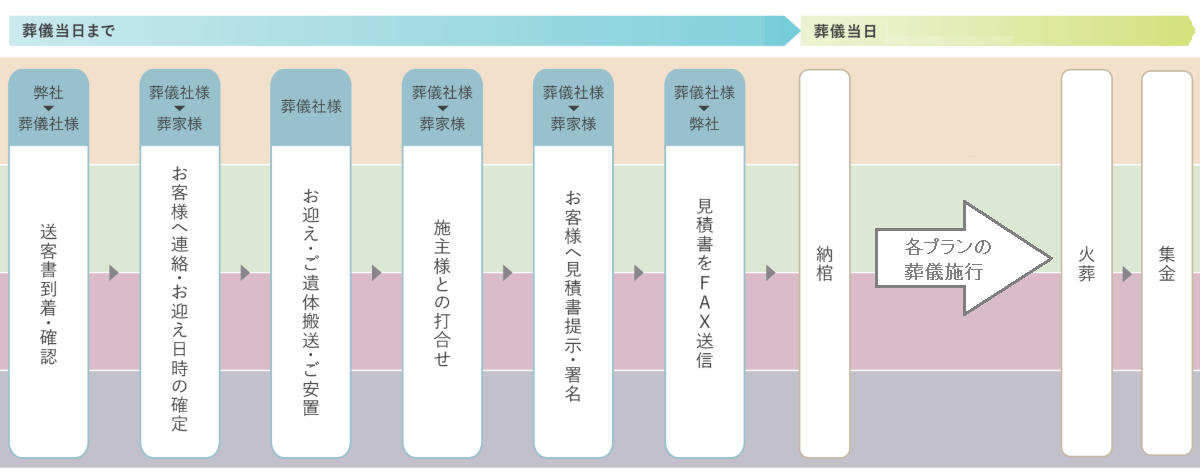 葬儀当日まで
葬儀当日
弊社
▼
葬儀社様
送客書到着・確認
葬儀社様
▼
葬家様
お客様へ連絡・お迎え日時の確定
葬儀社様
お迎え・ご遺体搬送・ご安置
葬儀社様
▼
葬家様
施主様との打合せ
葬儀社様
▼
葬家様
お客様へ見積書提示・署名
葬儀社様
▼
弊社
見積書をFAX送信
納棺
各プランの
葬儀施行
火葬
集金